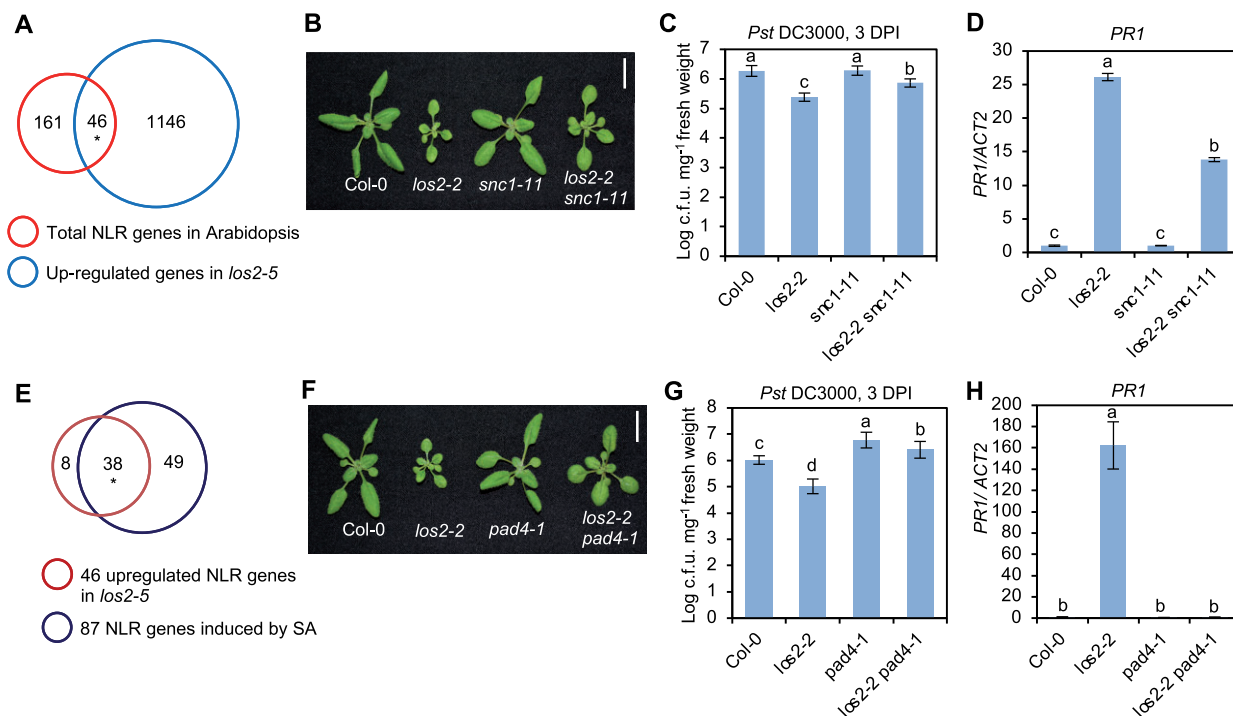 A
161
46
*
1146
Total NLR genes in Arabidopsis
Up-regulated genes in los2-5
B
Col-0
los2-2
snc1-11
los2-2
snc1-11
C
Pst DC3000, 3 DPI
Log c.f.u. mg⁻¹ fresh weight
7
6
5
4
3
2
1
0
a
c
a
b
Col-0
los2-2
snc1-11
los2-2 snc1-11
D
PR1
PR1/ACT2
30
25
20
15
10
5
0
c
a
c
b
Col-0
los2-2
snc1-11
los2-2 snc1-11
E
8
38
*
49
46 upregulated NLR genes
in los2-5
87 NLR genes induced by SA
F
Col-0
los2-2
pad4-1
los2-2
pad4-1
G
Pst DC3000, 3 DPI
Log c.f.u. mg⁻¹ fresh weight
8
7
6
5
4
3
2
1
0
c
d
a
b
Col-0
los2-2
pad4-1
los2-2 pad4-1
H
PR1
PR1/ ACT2
200
180
160
140
120
100
80
60
40
20
0
b
a
b
b
Col-0
los2-2
pad4-1
los2-2 pad4-1